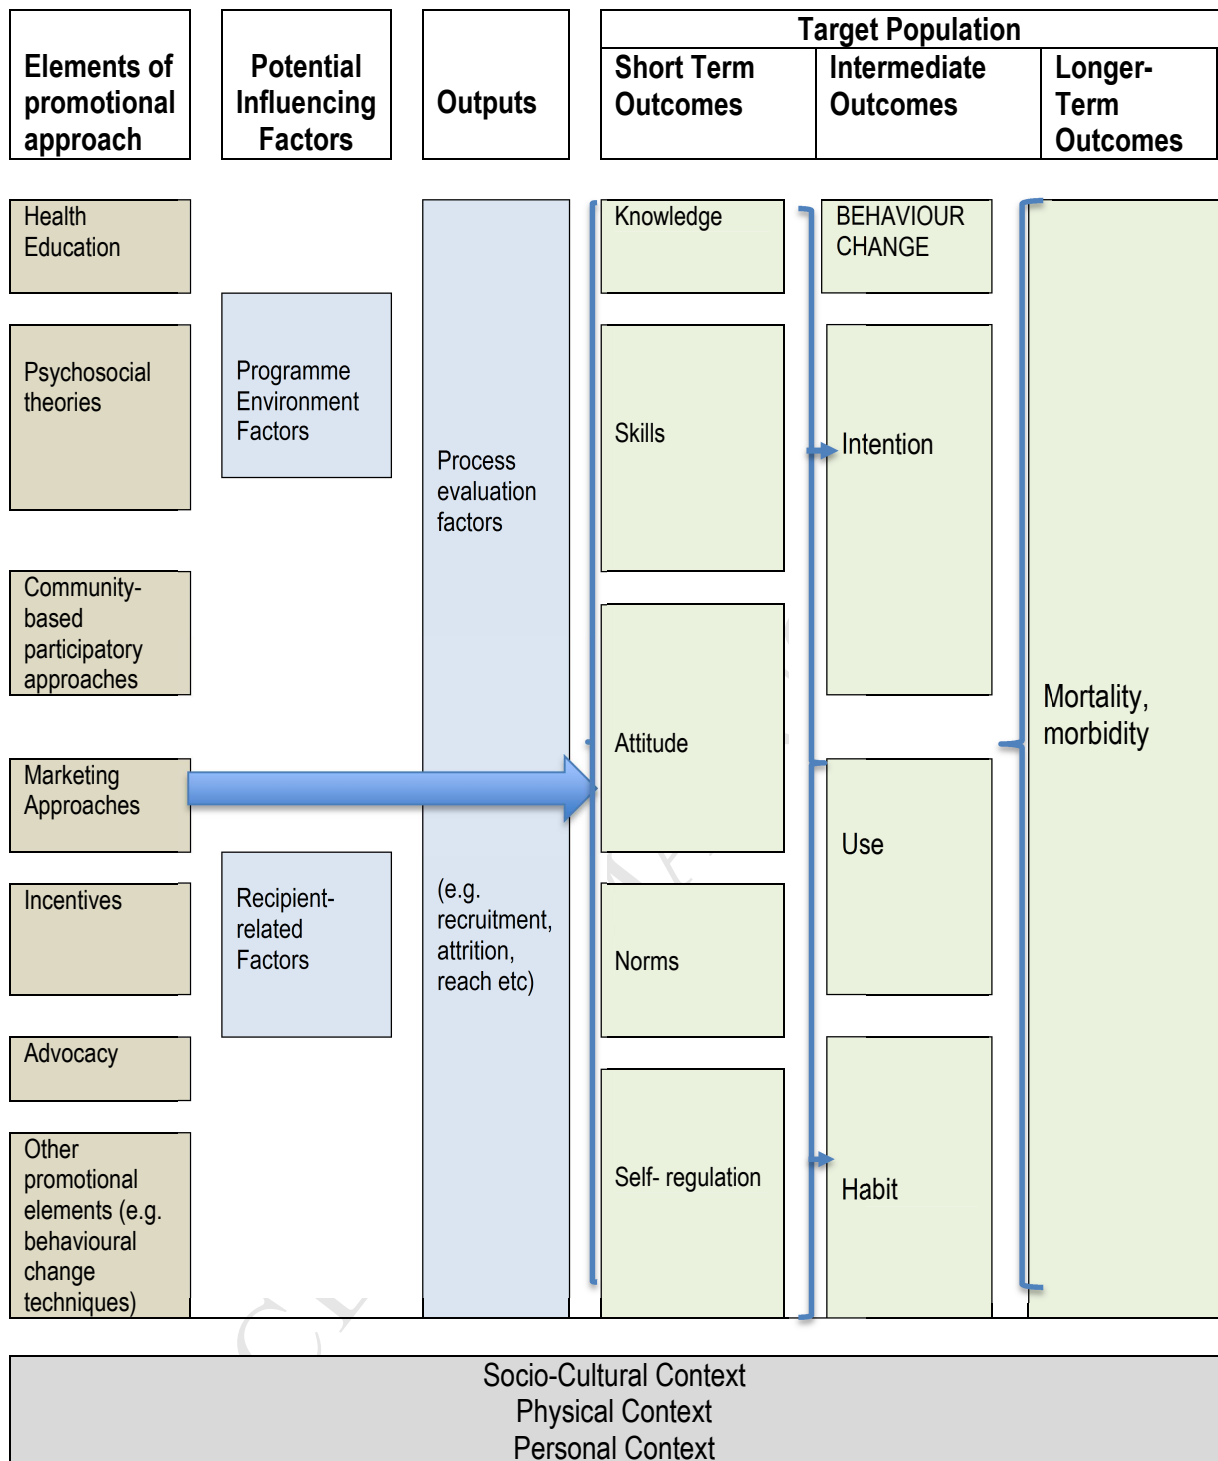 Elements of
promotional
approach
Potential
Influencing
Factors
Outputs
Target Population
Short Term
Outcomes
Intermediate
Outcomes
Longer-
Term
Outcomes
Health
Education
Psychosocial
theories
Community-
based
participatory
approaches
Marketing
Approaches
Incentives
Advocacy
Other
promotional
elements (e.g.
behavioural
change
techniques)
Programme
Environment
Factors
Recipient-
related
Factors
Process
evaluation
factors
(e.g.
recruitment,
attrition,
reach etc)
Knowledge
Skills
Attitude
Norms
Self- regulation
BEHAVIOUR
CHANGE
Intention
Use
Habit
Mortality,
morbidity
Socio-Cultural Context
Physical Context
Personal Context